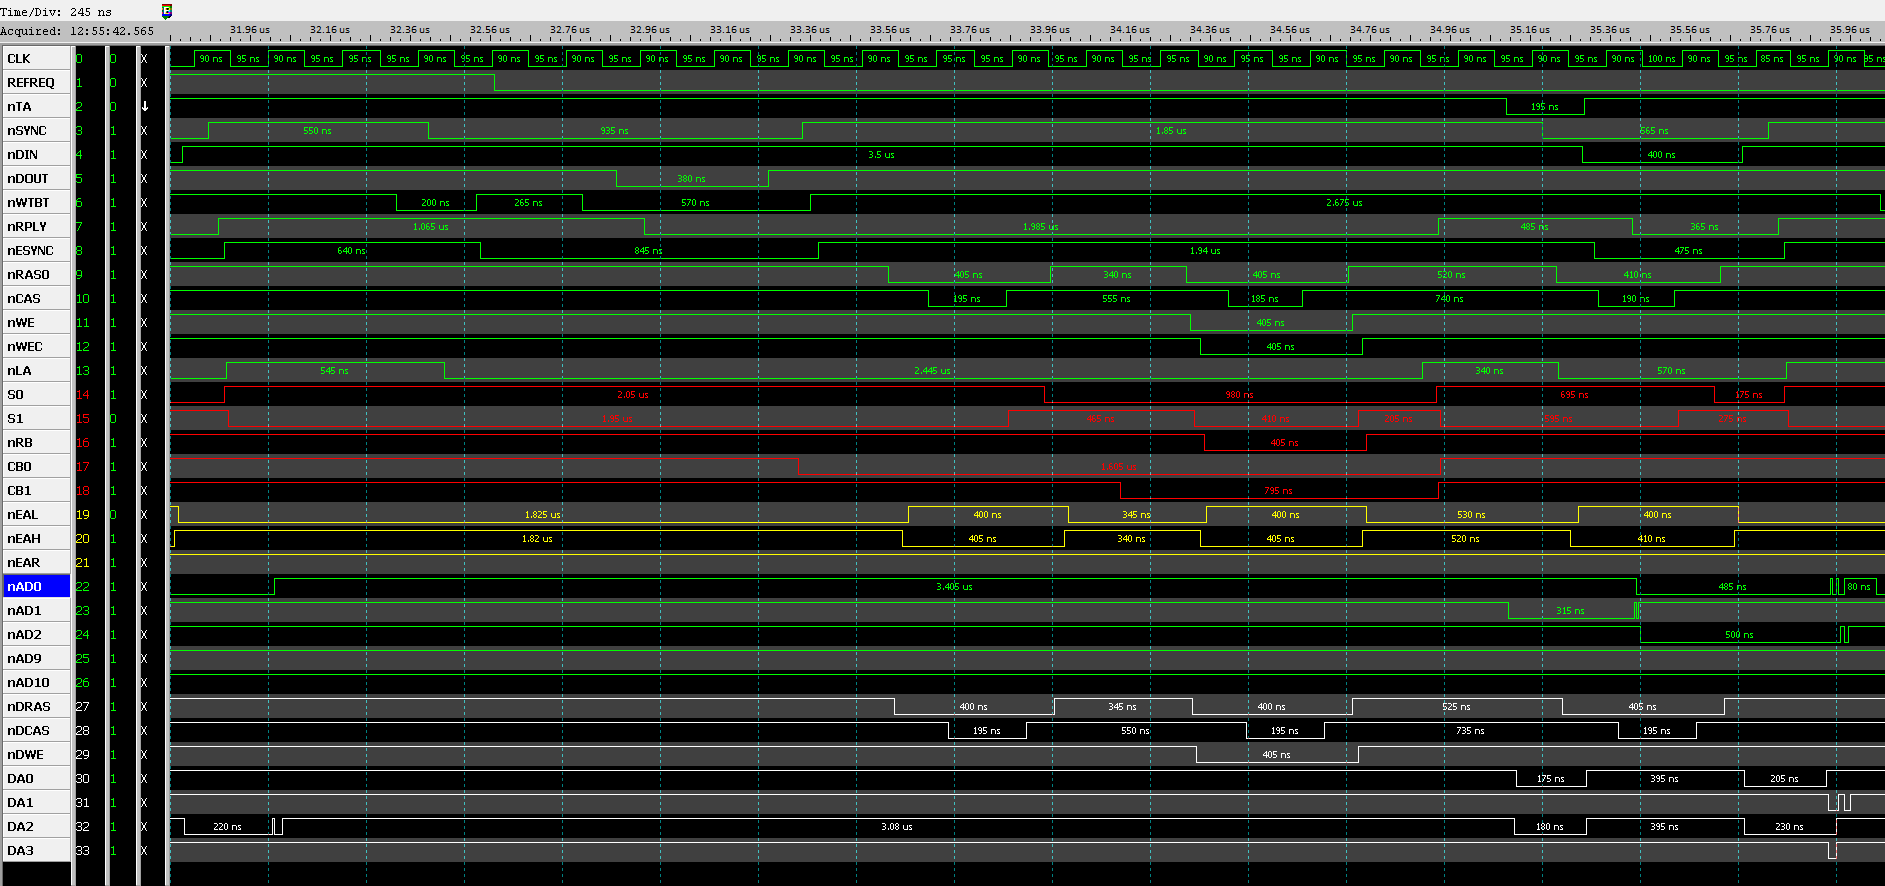 Time/Div: 245 ns
Acquired: 12:55:42.565
31.96 us 32.16 us 32.36 us 32.56 us 32.76 us 32.96 us 33.16 us 33.36 us 33.56 us 33.76 us 33.96 us 34.16 us 34.36 us 34.56 us 34.76 us 34.96 us 35.16 us 35.36 us 35.56 us 35.76 us 35.96 us
CLK 0 0 X 90 ns 95 ns 90 ns 95 ns 90 ns 95 ns 90 ns 95 ns 90 ns 95 ns 90 ns 95 ns 90 ns 95 ns 90 ns 95 ns 90 ns 95 ns 90 ns 95 ns 90 ns 95 ns 90 ns 95 ns 90 ns 95 ns 90 ns 95 ns 90 ns 95 ns 90 ns 95 ns 90 ns 95 ns 90 ns 95 ns 90 ns 100 ns 90 ns 95 ns 85 ns 95 ns 90 ns 95 ns
REFREQ 1 0 X
nTA 2 0 ↓ 195 ns
nSYNC 3 1 X 550 ns 935 ns 1.85 us 565 ns
nDIN 4 1 X 3.5 us 400 ns
nDOUT 5 1 X 380 ns
nWTBT 6 1 X 200 ns 265 ns 570 ns 2.675 us
nRPLY 7 1 X 1.065 us 1.985 us 485 ns 365 ns
nESYNC 8 1 X 640 ns 845 ns 1.94 us 475 ns
nRAS0 9 1 X 405 ns 340 ns 405 ns 520 ns 410 ns
nCAS 10 1 X 195 ns 555 ns 185 ns 740 ns 190 ns
nWE 11 1 X 405 ns
nWEC 12 1 X 405 ns
nLA 13 1 X 545 ns 2.445 us 340 ns 570 ns
S0 14 1 X 2.05 us 980 ns 695 ns 175 ns
S1 15 0 X 1.95 us 410 ns 205 ns 595 ns 275 ns
nRB 16 1 X 405 ns
CB0 17 1 X 1.605 us
CB1 18 1 X 795 ns
nEAL 19 0 X 1.825 us 400 ns 345 ns 400 ns 530 ns 400 ns
nEAH 20 1 X 1.82 us 405 ns 340 ns 405 ns 520 ns 410 ns
nEAR 21 1 X
nAD0 22 1 X 3.405 us 485 ns 80 ns
nAD1 23 1 X 315 ns
nAD2 24 1 X 500 ns
nAD9 25 1 X
nAD10 26 1 X
nDRAS 27 1 X 400 ns 345 ns 400 ns 525 ns 405 ns
nDCAS 28 1 X 195 ns 550 ns 195 ns 735 ns 195 ns
nDWE 29 1 X 405 ns
DA0 30 1 X 175 ns 395 ns 205 ns
DA1 31 1 X
DA2 32 1 X 220 ns 3.08 us 180 ns 395 ns 230 ns
DA3 33 1 X